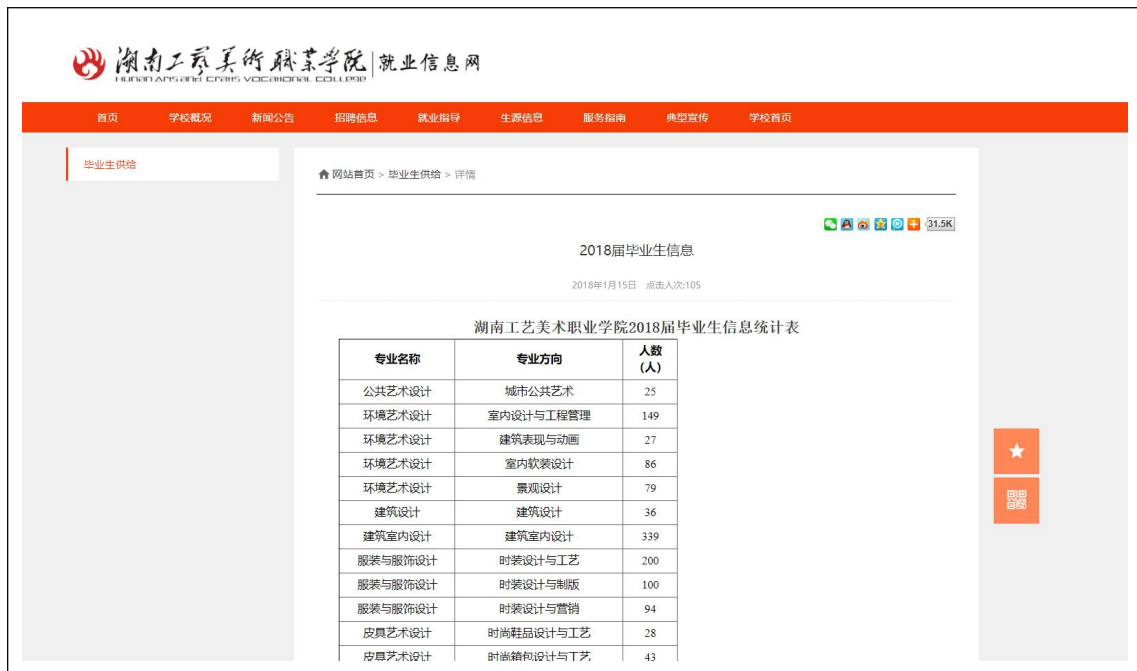 湖南工艺美术职业学院 就业信息网
HUNAN ARTS AND CRAFTS VOCATIONAL COLLEGE
首页 学校概况 新闻公告 招聘信息 就业指导 生源信息 服务指南 典型宣传 学校首页
毕业生供给
网站首页 > 毕业生供给 > 详情
31.5K
2018届毕业生信息
2018年1月15日 点击人次:105
湖南工艺美术职业学院2018届毕业生信息统计表
专业名称 专业方向 人数(人)
公共艺术设计 城市公共艺术 25
环境艺术设计 室内设计与工程管理 149
环境艺术设计 建筑表现与动画 27
环境艺术设计 室内软装设计 86
环境艺术设计 景观设计 79
建筑设计 建筑设计 36
建筑室内设计 建筑室内设计 339
服装与服饰设计 时装设计与工艺 200
服装与服饰设计 时装设计与制版 100
服装与服饰设计 时装设计与营销 94
皮具艺术设计 时尚鞋品设计与工艺 28
皮具艺术设计 时尚箱包设计与工艺 43